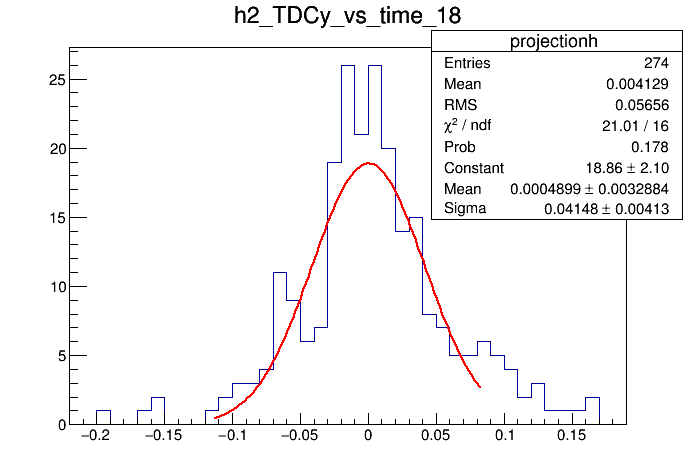 h2_TDCy_vs_time_18
projectionh
Entries 274
Mean 0.004129
RMS 0.05656
χ² / ndf 21.01 / 16
Prob 0.178
Constant 18.86 ± 2.10
Mean 0.0004899 ± 0.0032884
Sigma 0.04148 ± 0.00413
25
20
15
10
5
0
−0.2 −0.15 −0.1 −0.05 0 0.05 0.1 0.15